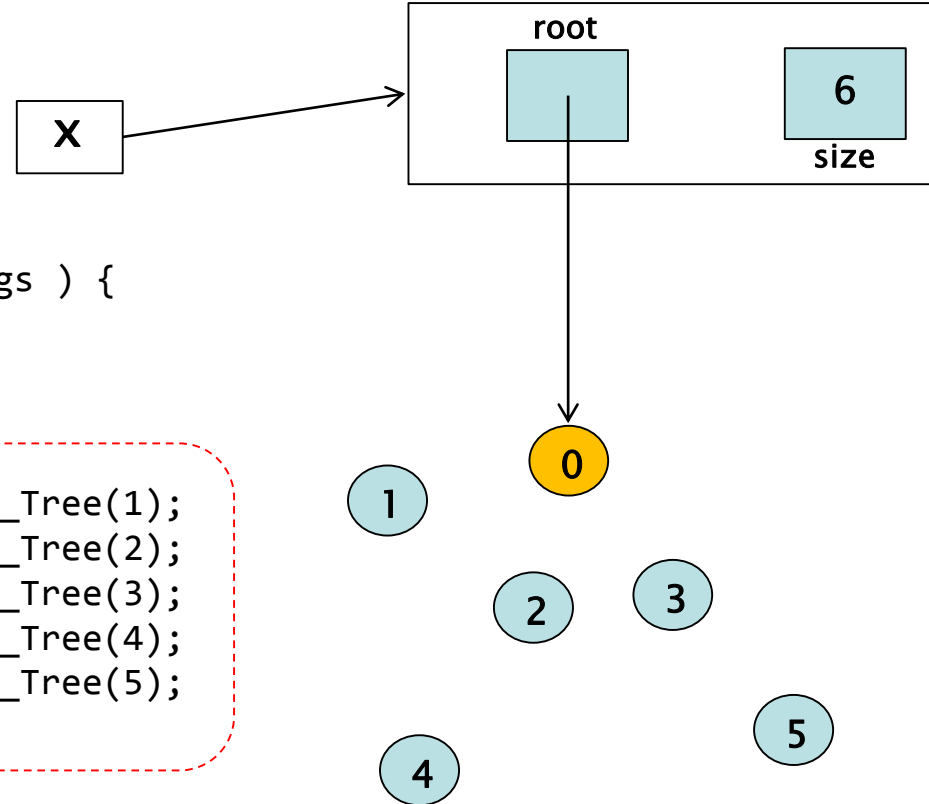 root
6
X
size
gs ) {
0
1
_Tree(1);
_Tree(2);
_Tree(3);
_Tree(4);
_Tree(5);
2
3
5
4